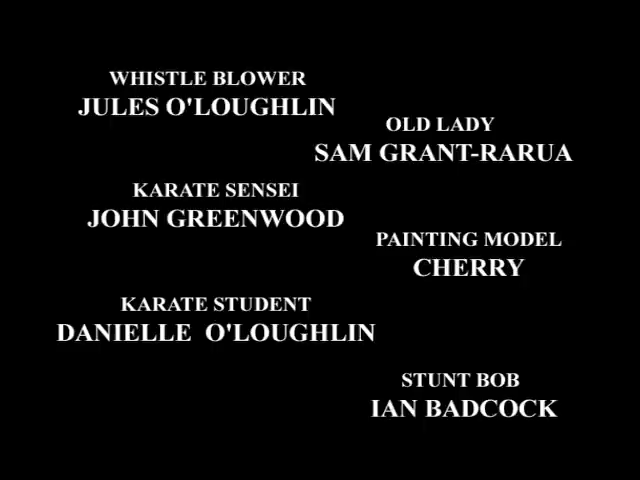 WHISTLE BLOWER
JULES O'LOUGHLIN
OLD LADY
SAM GRANT-RARUA
KARATE SENSEI
JOHN GREENWOOD
PAINTING MODEL
CHERRY
KARATE STUDENT
DANIELLE  O'LOUGHLIN
STUNT BOB
IAN BADCOCK